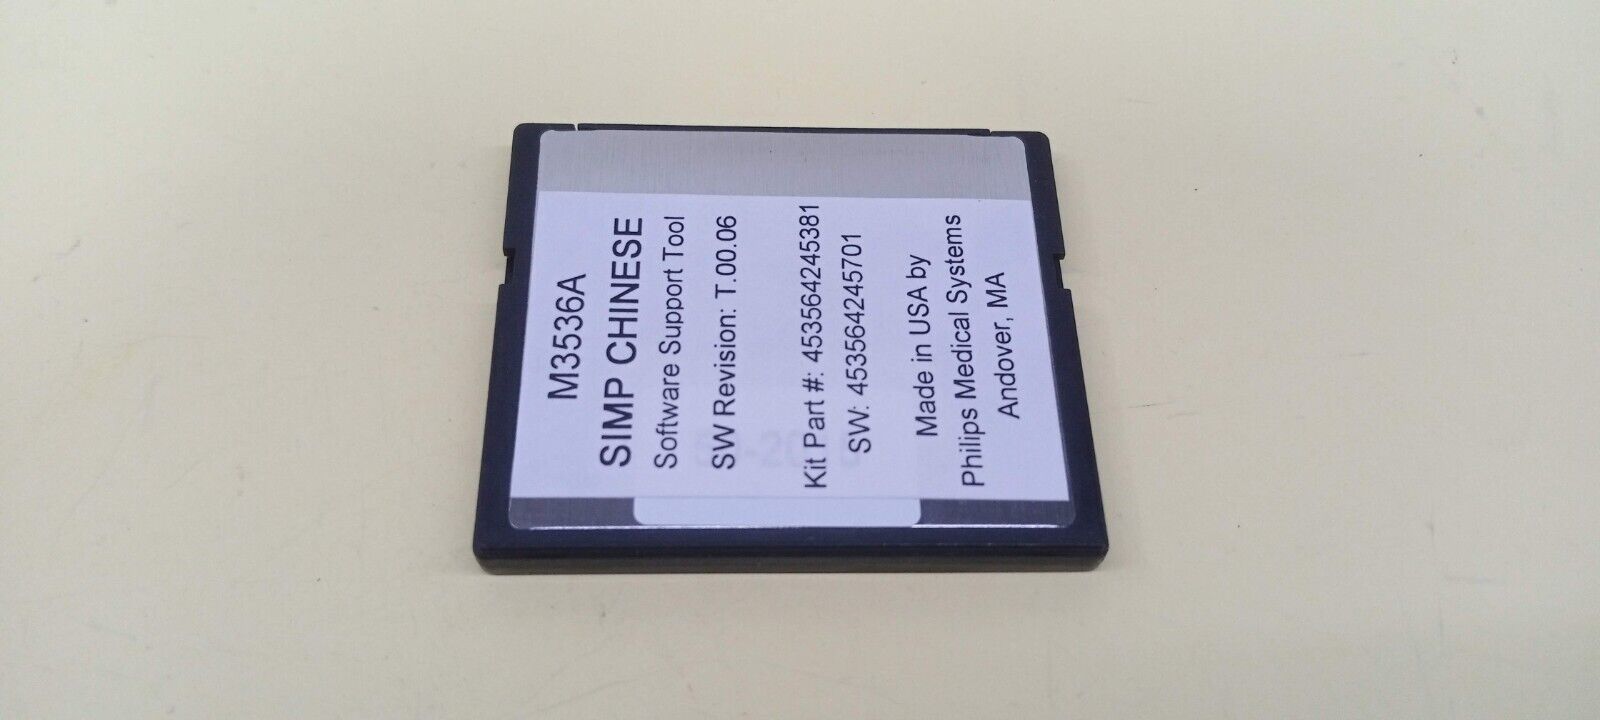 M3536A
SIMP CHINESE
Software Support Tool
SW Revision: T.00.06
Kit Part #: 453564245381
SW: 453564245701
Made in USA by
Philips Medical Systems
Andover, MA